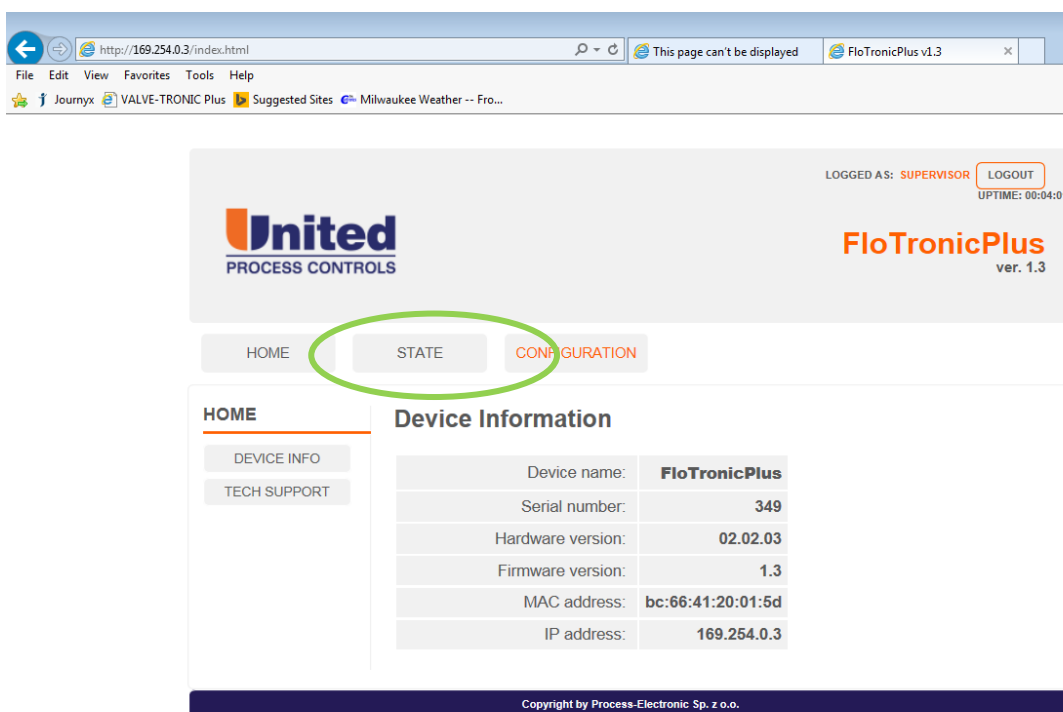 http://169.254.0.3/index.html
This page can't be displayed
FloTronicPlus v1.3
File Edit View Favorites Tools Help
Journyx VALVE-TRONIC Plus Suggested Sites Milwaukee Weather -- Fro...
LOGGED AS: SUPERVISOR LOGOUT
UPTIME: 00:04:0
United
PROCESS CONTROLS
FloTronicPlus
ver. 1.3
HOME STATE CONFIGURATION
HOME
DEVICE INFO
TECH SUPPORT
Device Information
Device name: FloTronicPlus
Serial number: 349
Hardware version: 02.02.03
Firmware version: 1.3
MAC address: bc:66:41:20:01:5d
IP address: 169.254.0.3
Copyright by Process-Electronic Sp. z o.o.